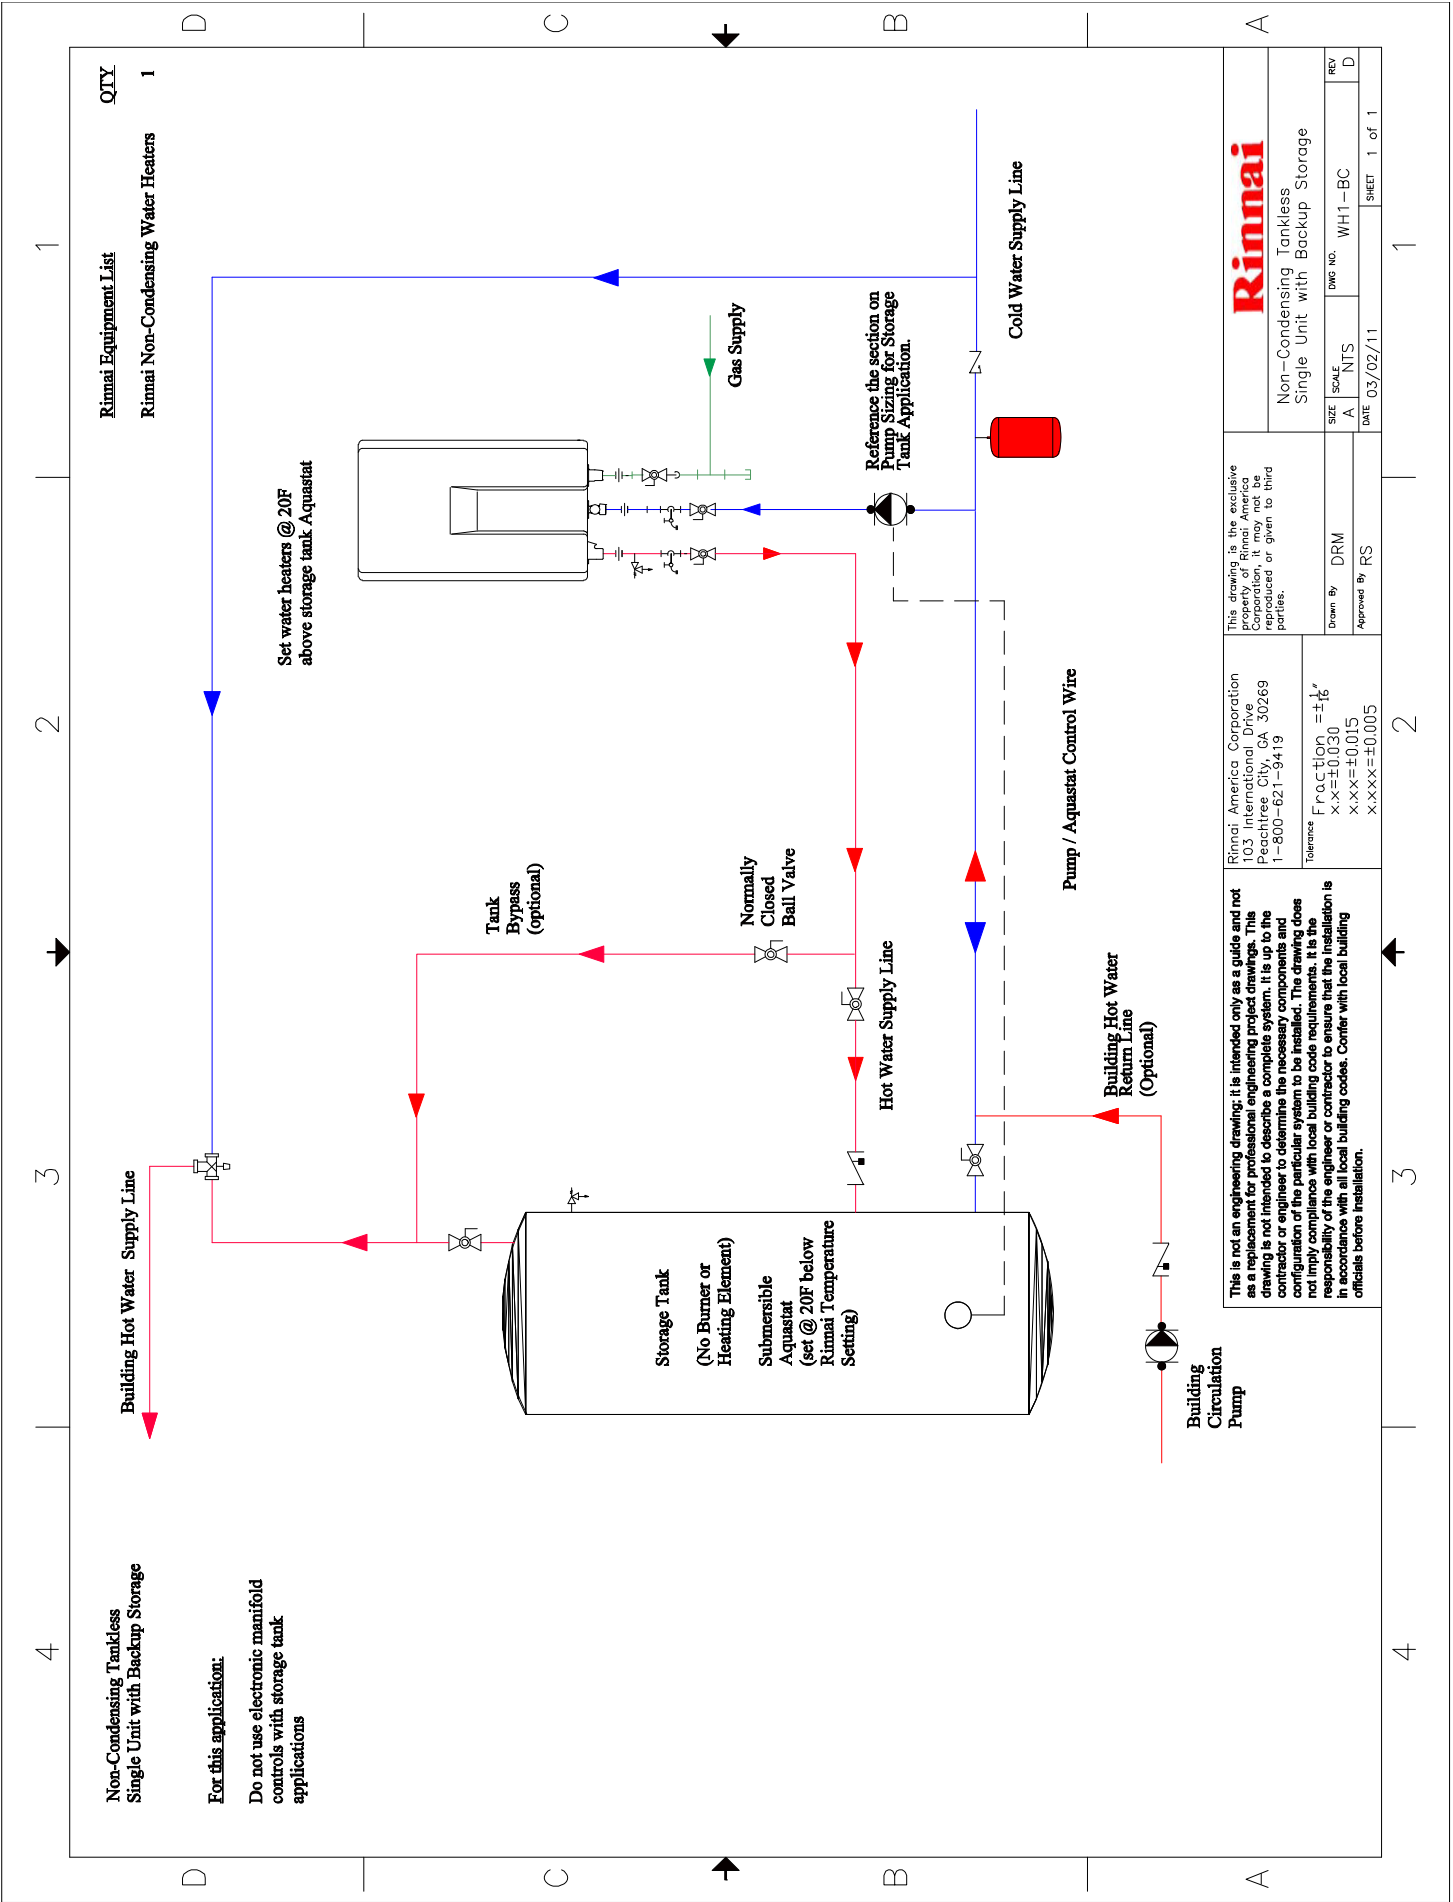 D
C
B
A
4
3
2
1
Non-Condensing Tankless
Single Unit with Backup Storage
For this application:
Do not use electronic manifold
controls with storage tank
applications
Building Hot Water Supply Line
Rinnai Equipment List
QTY
Rinnai Non-Condensing Water Heaters
1
Set water heaters @ 20F
above storage tank Aquastat
Tank
Bypass
(optional)
Normally
Closed
Ball Valve
Gas Supply
Storage Tank
(No Burner or
Heating Element)
Submersible
Aquastat
(set @ 20F below
Rinnai Temperature
Setting)
Hot Water Supply Line
Reference the section on
Pump Sizing for Storage
Tank Application.
Cold Water Supply Line
Pump / Aquastat Control Wire
Building Hot Water
Return Line
(Optional)
Building
Circulation
Pump
This is not an engineering drawing; it is intended only as a guide and not
as a replacement for professional engineering project drawings. This
drawing is not intended to describe a complete system. It is up to the
contractor or engineer to determine the necessary components and
configuration of the particular system to be installed. The drawing does
not imply compliance with local building code requirements. It is the
responsibility of the engineer or contractor to ensure that the installation is
in accordance with all local building codes. Confer with local building
officials before installation.
Rinnai America Corporation
103 International Drive
Peachtree City, GA 30269
1-800-621-9419
Tolerance
Fraction =±1/16"
x.x=±0.030
x.xx=±0.015
x.xxx=±0.005
This drawing is the exclusive
property of Rinnai America
Corporation, it may not be
reproduced or given to third
parties.
Drawn By DRM
Approved By RS
Rinnai
Non-Condensing Tankless
Single Unit with Backup Storage
SIZE A
SCALE NTS
DWG NO. WH1-BC
REV D
DATE 03/02/11
SHEET 1 of 1
4
3
2
1
D
C
B
A